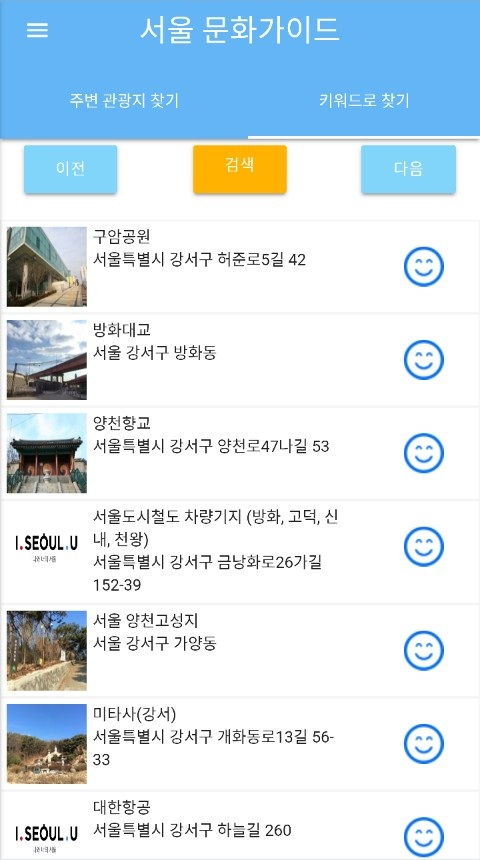 서울 문화가이드
주변 관광지 찾기
키워드로 찾기
이전
검색
다음
구암공원
서울특별시 강서구 허준로5길 42
방화대교
서울 강서구 방화동
양천향교
서울특별시 강서구 양천로47나길 53
I.SEOUL.U
서울도시철도 차량기지 (방화, 고덕, 신
내, 천왕)
서울특별시 강서구 금낭화로26가길
152-39
서울 양천고성지
서울 강서구 가양동
미타사(강서)
서울특별시 강서구 개화동로13길 56-
33
I.SEOUL.U
대한항공
서울특별시 강서구 하늘길 260